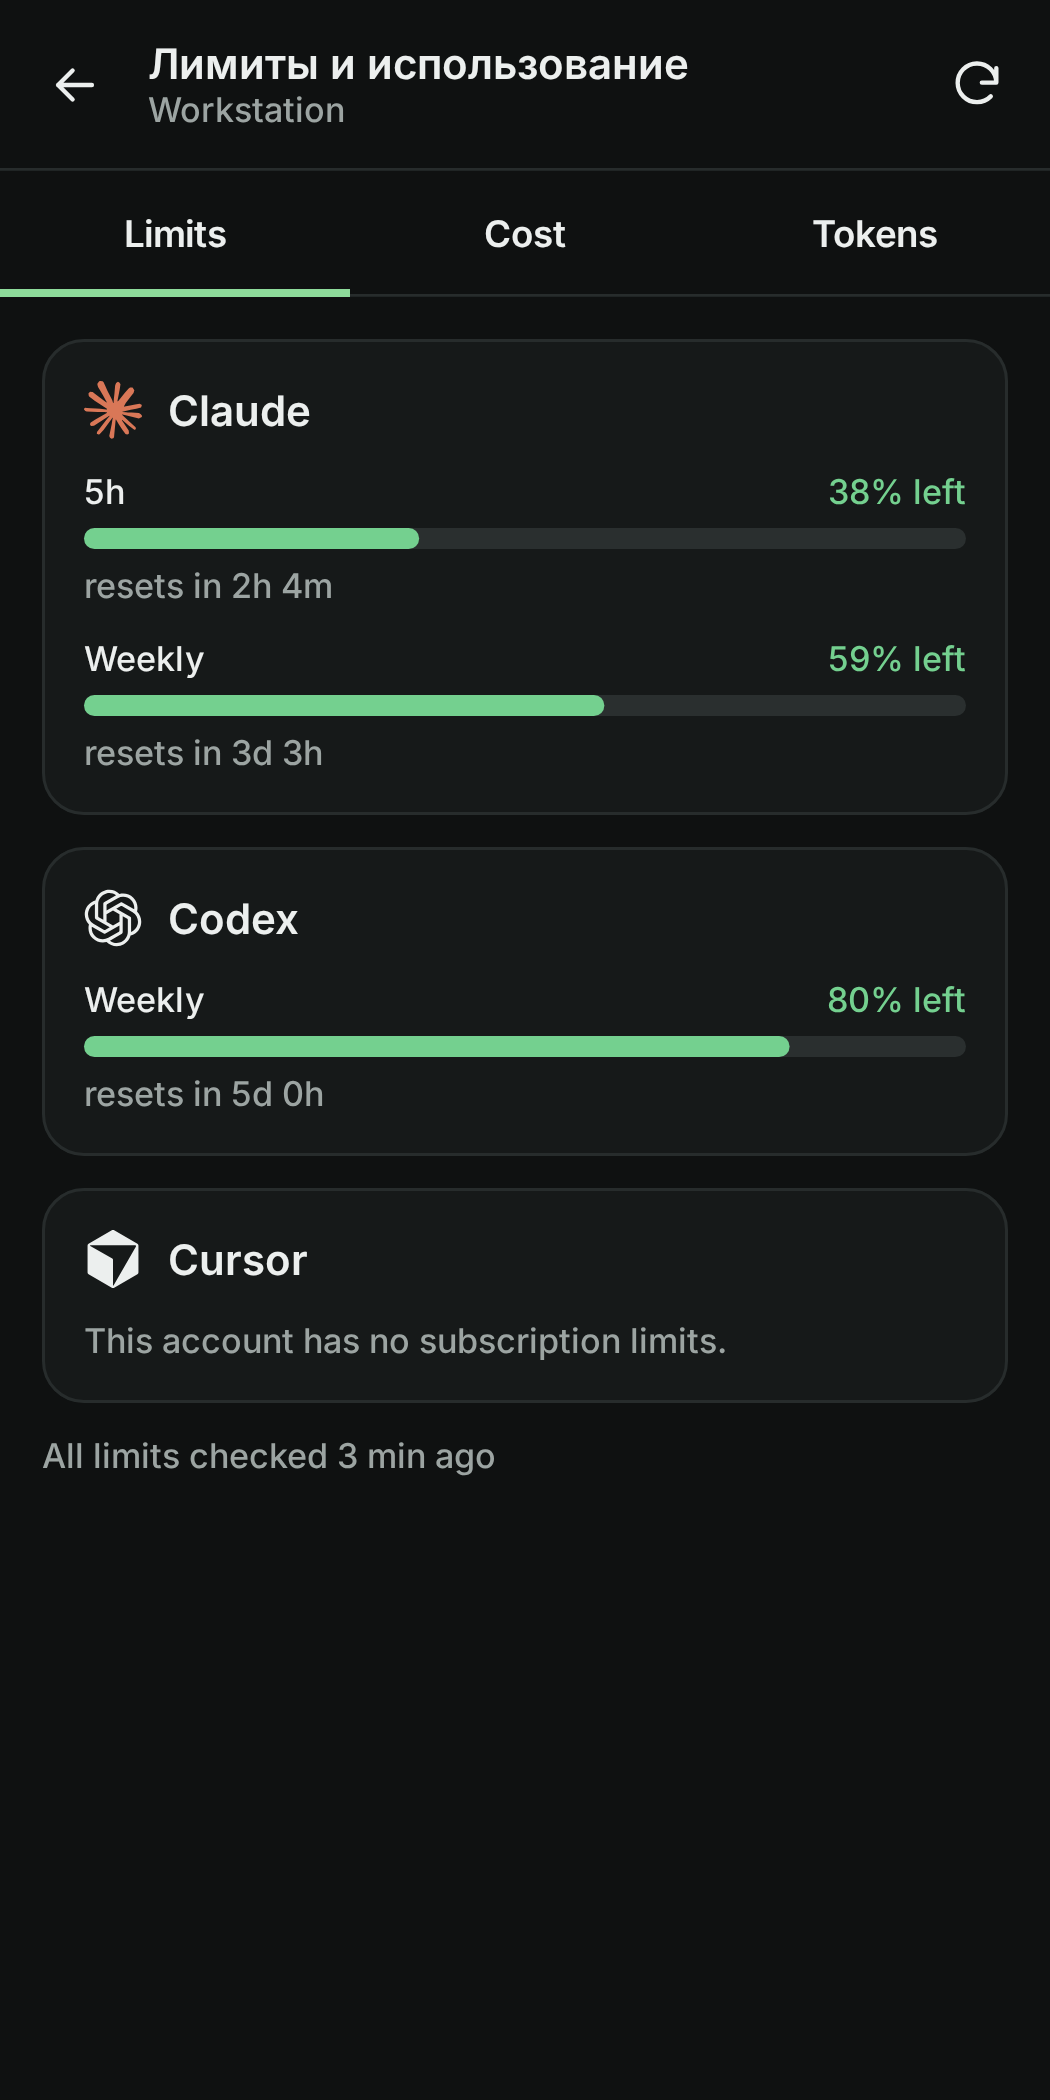 Лимиты и использование
Workstation
Limits
Cost
Tokens
Claude
5h
38% left
resets in 2h 4m
Weekly
59% left
resets in 3d 3h
Codex
Weekly
80% left
resets in 5d 0h
Cursor
This account has no subscription limits.
All limits checked 3 min ago